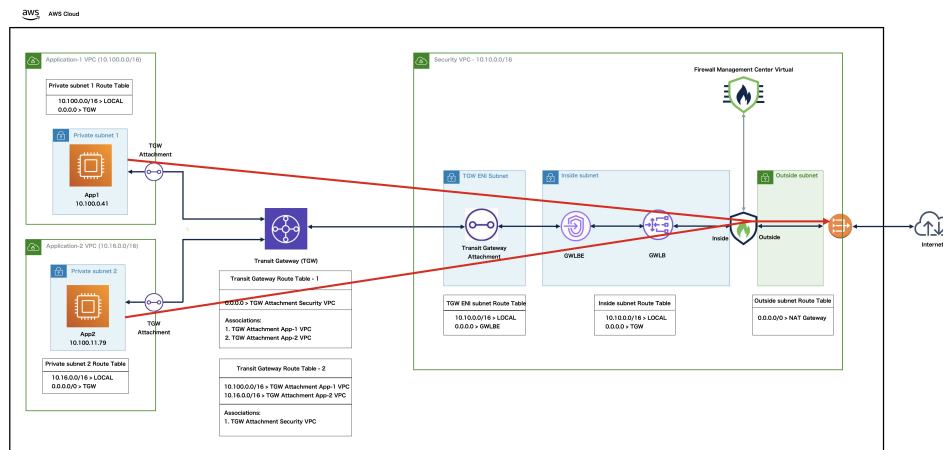 aws
AWS Cloud
Application-1 VPC (10.100.0.0/16)
Private subnet 1 Route Table
10.100.0.0/16 > LOCAL
0.0.0.0 > TGW
Private subnet 1
App1
10.100.0.41
TGW
Attachment
Application-2 VPC (10.16.0.0/16)
Private subnet 2
App2
10.100.11.79
TGW
Attachment
Private subnet 2 Route Table
10.16.0.0/16 > LOCAL
0.0.0.0/0 > TGW
Transit Gateway (TGW)
Transit Gateway Route Table - 1
0.0.0.0 > TGW Attachment Security VPC
Associations:
1. TGW Attachment App-1 VPC
2. TGW Attachment App-2 VPC
Transit Gateway Route Table - 2
10.100.0.0/16 > TGW Attachment App-1 VPC
10.16.0.0/16 > TGW Attachment App-2 VPC
Associations:
1. TGW Attachment Security VPC
Security VPC - 10.10.0.0/16
Firewall Management Center Virtual
TGW ENI Subnet
Transit Gateway
Attachment
Inside subnet
GWLBE
GWLB
Inside
Outside
Outside subnet
Internet
TGW ENI subnet Route Table
10.10.0.0/16 > LOCAL
0.0.0.0 > GWLBE
Inside subnet Route Table
10.10.0.0/16 > LOCAL
0.0.0.0 > TGW
Outside subnet Route Table
0.0.0.0/0 > NAT Gateway